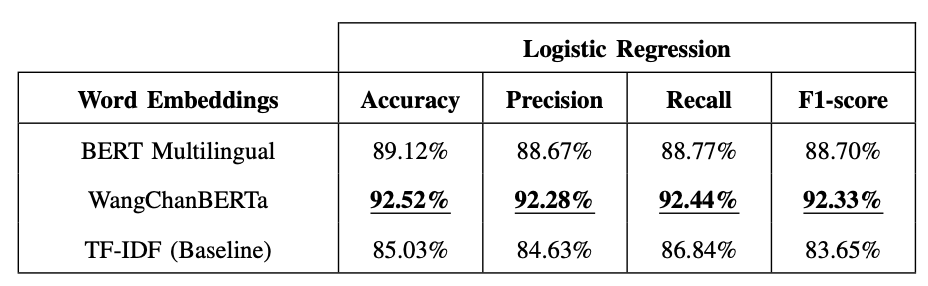 Logistic Regression
Word Embeddings Accuracy Precision Recall F1-score
BERT Multilingual 89.12% 88.67% 88.77% 88.70%
WangChanBERTa 92.52% 92.28% 92.44% 92.33%
TF-IDF (Baseline) 85.03% 84.63% 86.84% 83.65%